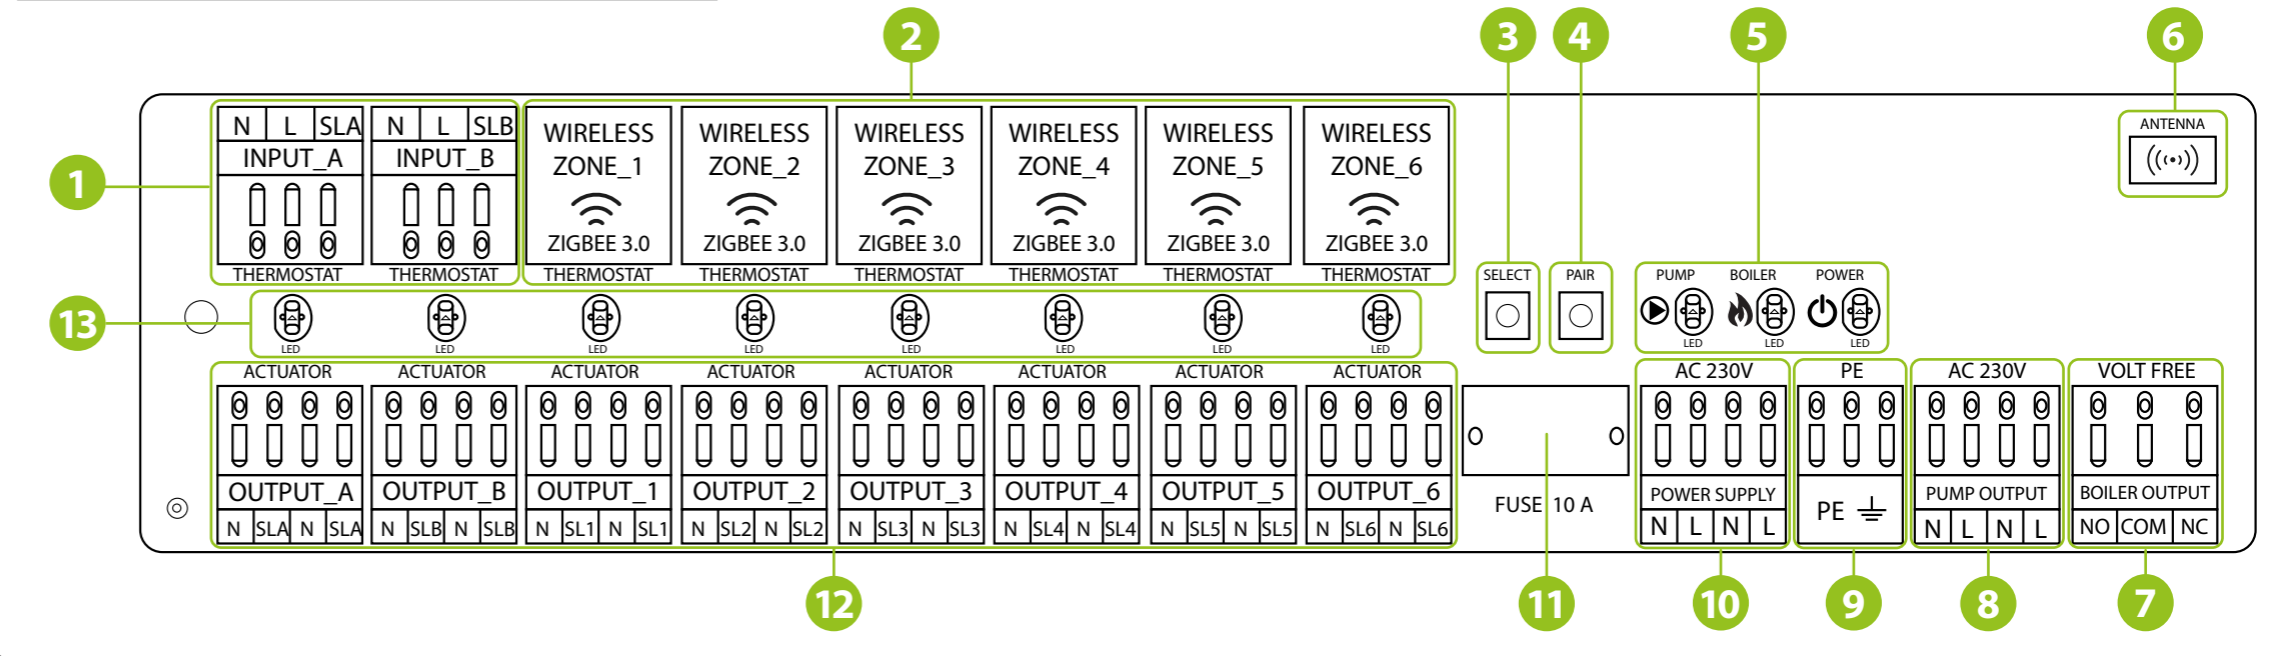 2 3 4 5 6
N L SLA N L SLB
INPUT_A INPUT_B
WIRELESS ZONE_1 ZIGBEE 3.0
WIRELESS ZONE_2 ZIGBEE 3.0
WIRELESS ZONE_3 ZIGBEE 3.0
WIRELESS ZONE_4 ZIGBEE 3.0
WIRELESS ZONE_5 ZIGBEE 3.0
WIRELESS ZONE_6 ZIGBEE 3.0
ANTENNA
1
THERMOSTAT THERMOSTAT THERMOSTAT THERMOSTAT THERMOSTAT THERMOSTAT THERMOSTAT THERMOSTAT
SELECT PAIR PUMP BOILER POWER
13
LED LED LED LED LED LED LED LED LED LED LED
ACTUATOR ACTUATOR ACTUATOR ACTUATOR ACTUATOR ACTUATOR ACTUATOR ACTUATOR
AC 230V PE AC 230V VOLT FREE
OUTPUT_A OUTPUT_B OUTPUT_1 OUTPUT_2 OUTPUT_3 OUTPUT_4 OUTPUT_5 OUTPUT_6
FUSE 10 A
POWER SUPPLY PE PUMP OUTPUT BOILER OUTPUT
N SLA N SLA N SLB N SLB N SL1 N SL1 N SL2 N SL2 N SL3 N SL3 N SL4 N SL4 N SL5 N SL5 N SL6 N SL6
N L N L N L N L NO COM NC
12 11 10 9 8 7